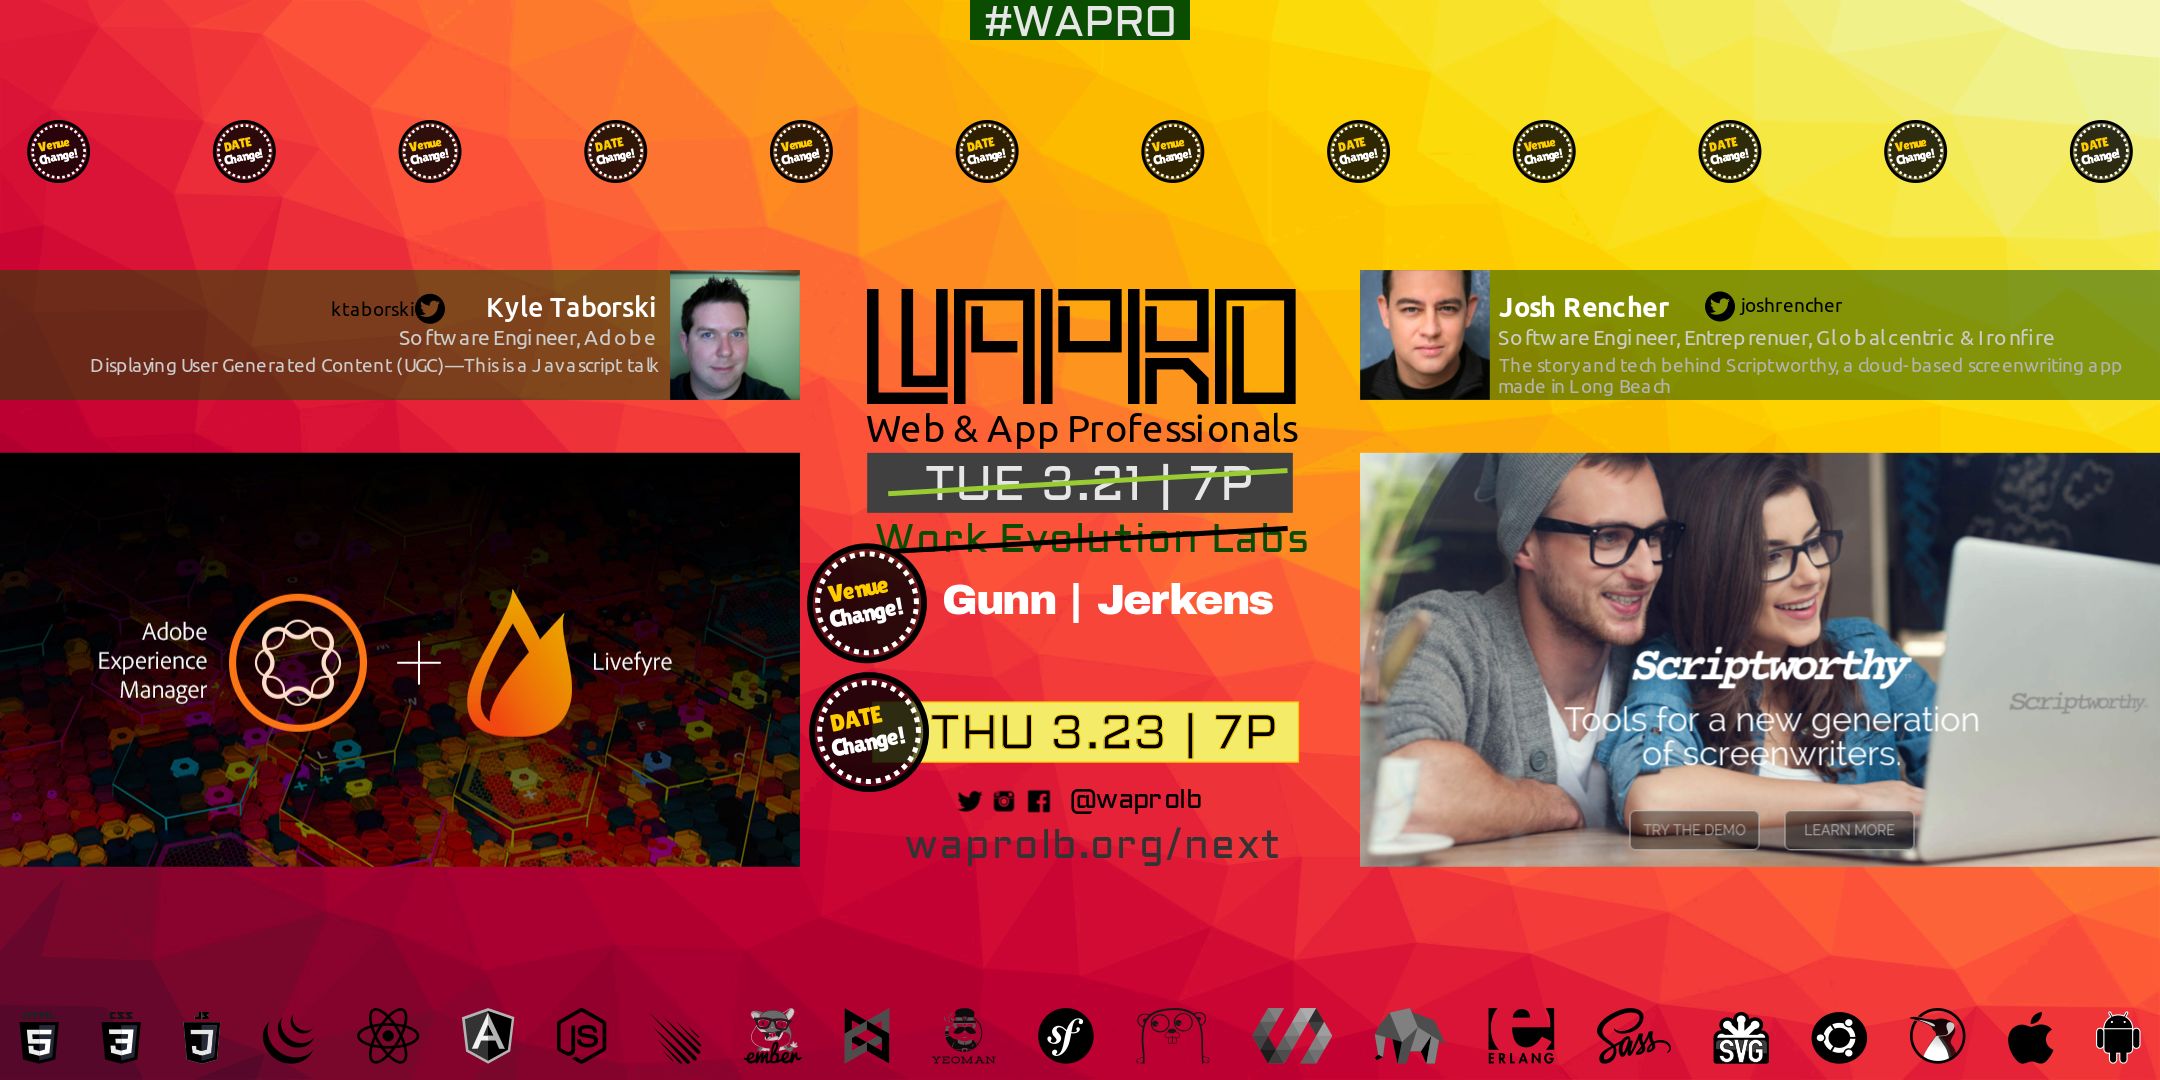 #WAPRO
Venue Change!
DATE Change!
Venue Change!
DATE Change!
Venue Change!
DATE Change!
Venue Change!
DATE Change!
Venue Change!
DATE Change!
Venue Change!
DATE Change!
ktaborski Kyle Taborski
Software Engineer, Adobe
Displaying User Generated Content (UGC)—This is a Javascript talk
WAPRO
Web & App Professionals
TUE 3.21 | 7P
Work Evolution Labs
Venue
Change!
Gunn | Jerkens
DATE
Change!
THU 3.23 | 7P
@waprolb
waprolb.org/next
Josh Rencher joshrencher
Software Engineer, Entreprenuer, Globalcentric & Ironfire
The story and tech behind Scriptworthy, a cloud-based screenwriting app
made in Long Beach
Adobe
Experience
Manager
Livefyre
Scriptworthy
Tools for a new generation
of screenwriters.
TRY THE DEMO LEARN MORE
Scriptworthy
HTML 5
CSS 3
JS
A
JS
ember
YEOMAN
sf
e
ERLANG
Sass
SVG